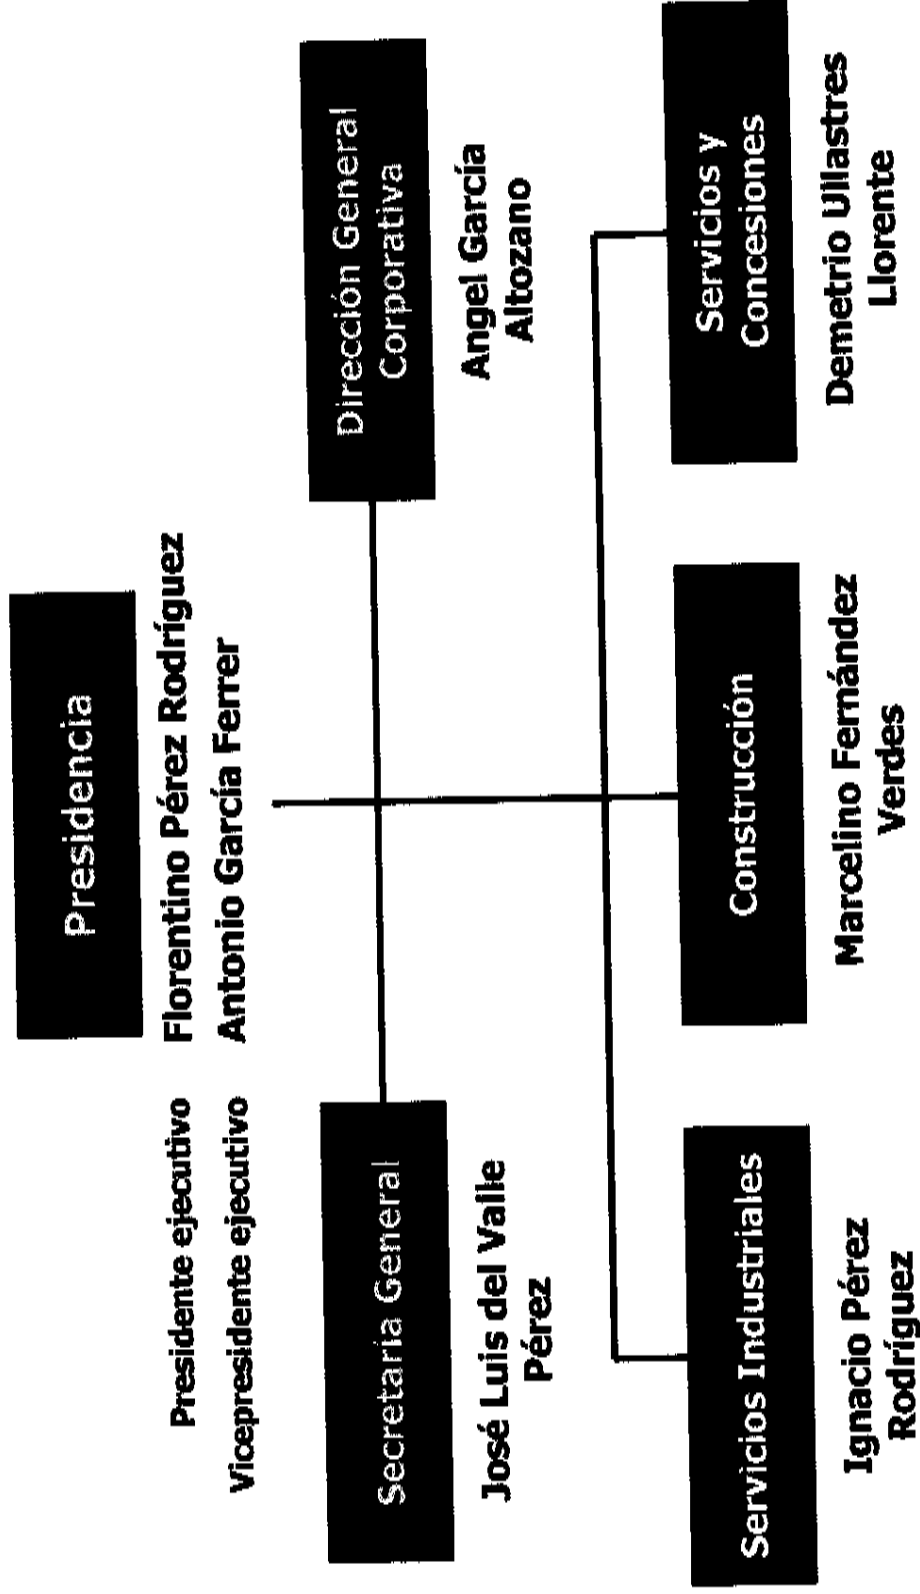 Presidencia
Presidente ejecutivo Florentino Pérez Rodríguez
Vicepresidente ejecutivo Antonio García Ferrer
Secretaria General
José Luis del Valle
Pérez
Dirección General
Corporativa
Angel García
Altozano
Servicios Industriales
Ignacio Pérez
Rodríguez
Construcción
Marcelino Fernández
Verdes
Servicios y
Concesiones
Demetrio Ullastres
Llorente